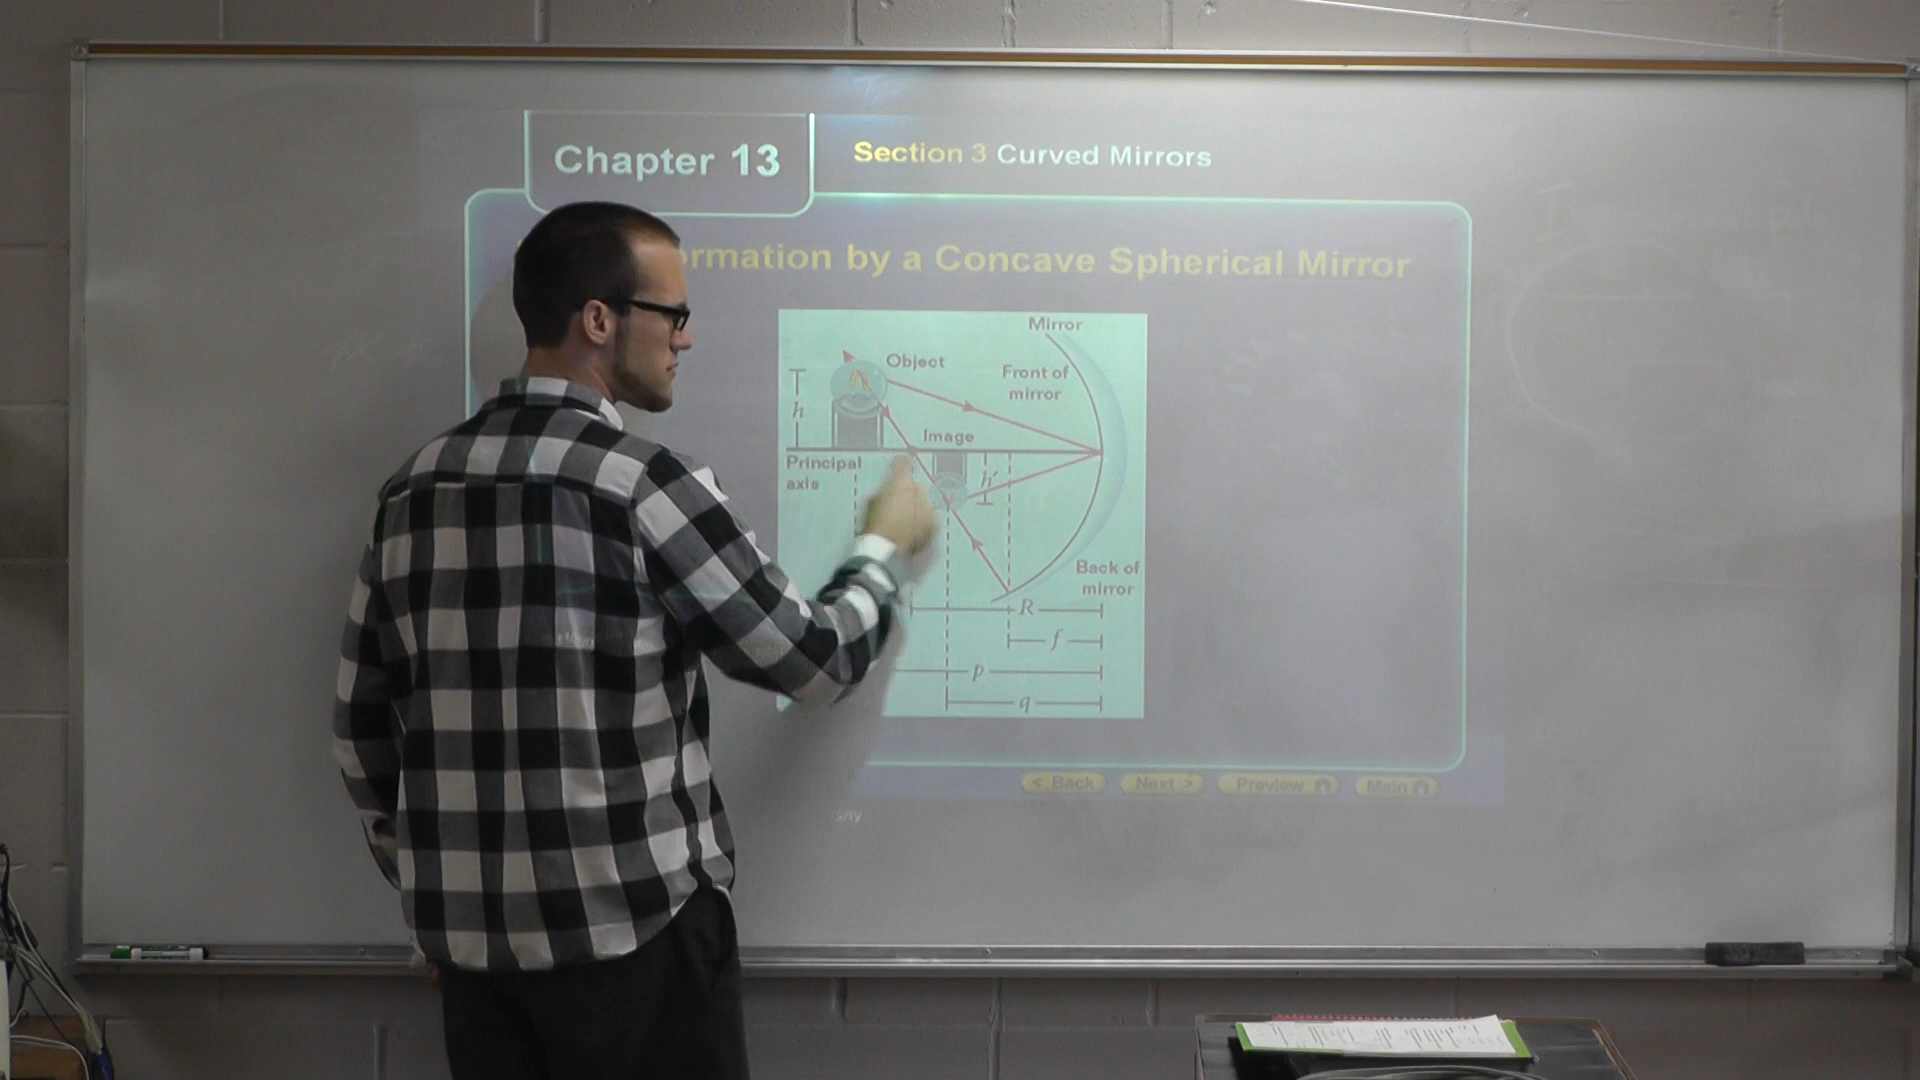 Chapter 13
Section 3 Curved Mirrors
ormation by a Concave Spherical Mirror
Mirror
Object
Front of
mirror
h
Image
Principal
axis
h'
Back of
mirror
R
f
p
q
< Back Next > Preview Main
any